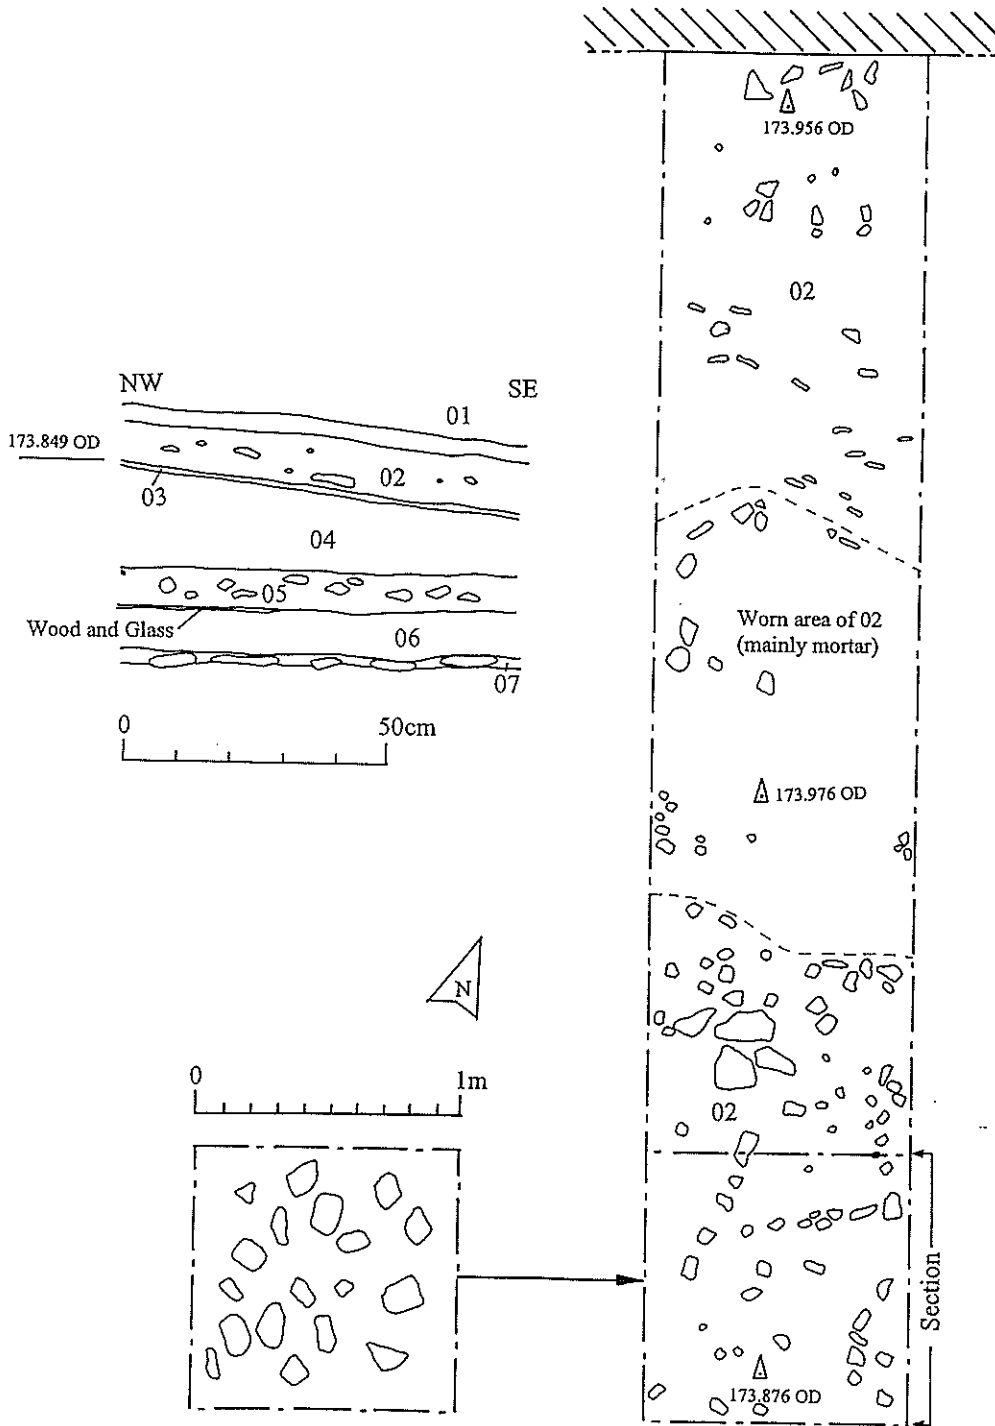 173.956 OD
02
NW
SE
01
173.849 OD
02
03
04
05
Wood and Glass
06
07
0
50cm
Worn area of 02
(mainly mortar)
173.976 OD
N
0
1m
02
Section
173.876 OD